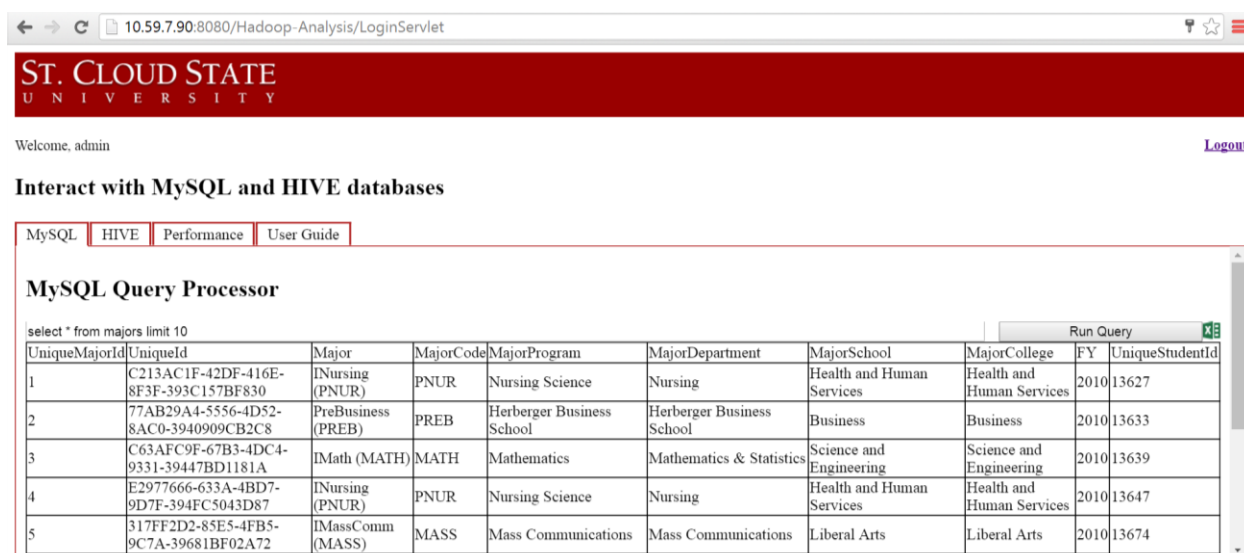 10.59.7.90:8080/Hadoop-Analysis/LoginServlet
ST. CLOUD STATE
UNIVERSITY
Welcome, admin
Logout
Interact with MySQL and HIVE databases
MySQL HIVE Performance User Guide
MySQL Query Processor
select * from majors limit 10 Run Query
UniqueMajorId UniqueId Major MajorCode MajorProgram MajorDepartment MajorSchool MajorCollege FY UniqueStudentId
1 C213AC1F-42DF-416E-8F3F-393C157BF830 INursing (PNUR) PNUR Nursing Science Nursing Health and Human Services Health and Human Services 2010 13627
2 77AB29A4-5556-4D52-8AC0-3940909CB2C8 PreBusiness (PREB) PREB Herberger Business School Herberger Business School Business Business 2010 13633
3 C63AFC9F-67B3-4DC4-9331-39447BD1181A IMath (MATH) MATH Mathematics Mathematics & Statistics Science and Engineering Science and Engineering 2010 13639
4 E2977666-633A-4BD7-9D7F-394FC5043D87 INursing (PNUR) PNUR Nursing Science Nursing Health and Human Services Health and Human Services 2010 13647
5 317FF2D2-85E5-4FB5-9C7A-39681BF02A72 IMassComm (MASS) MASS Mass Communications Mass Communications Liberal Arts Liberal Arts 2010 13674